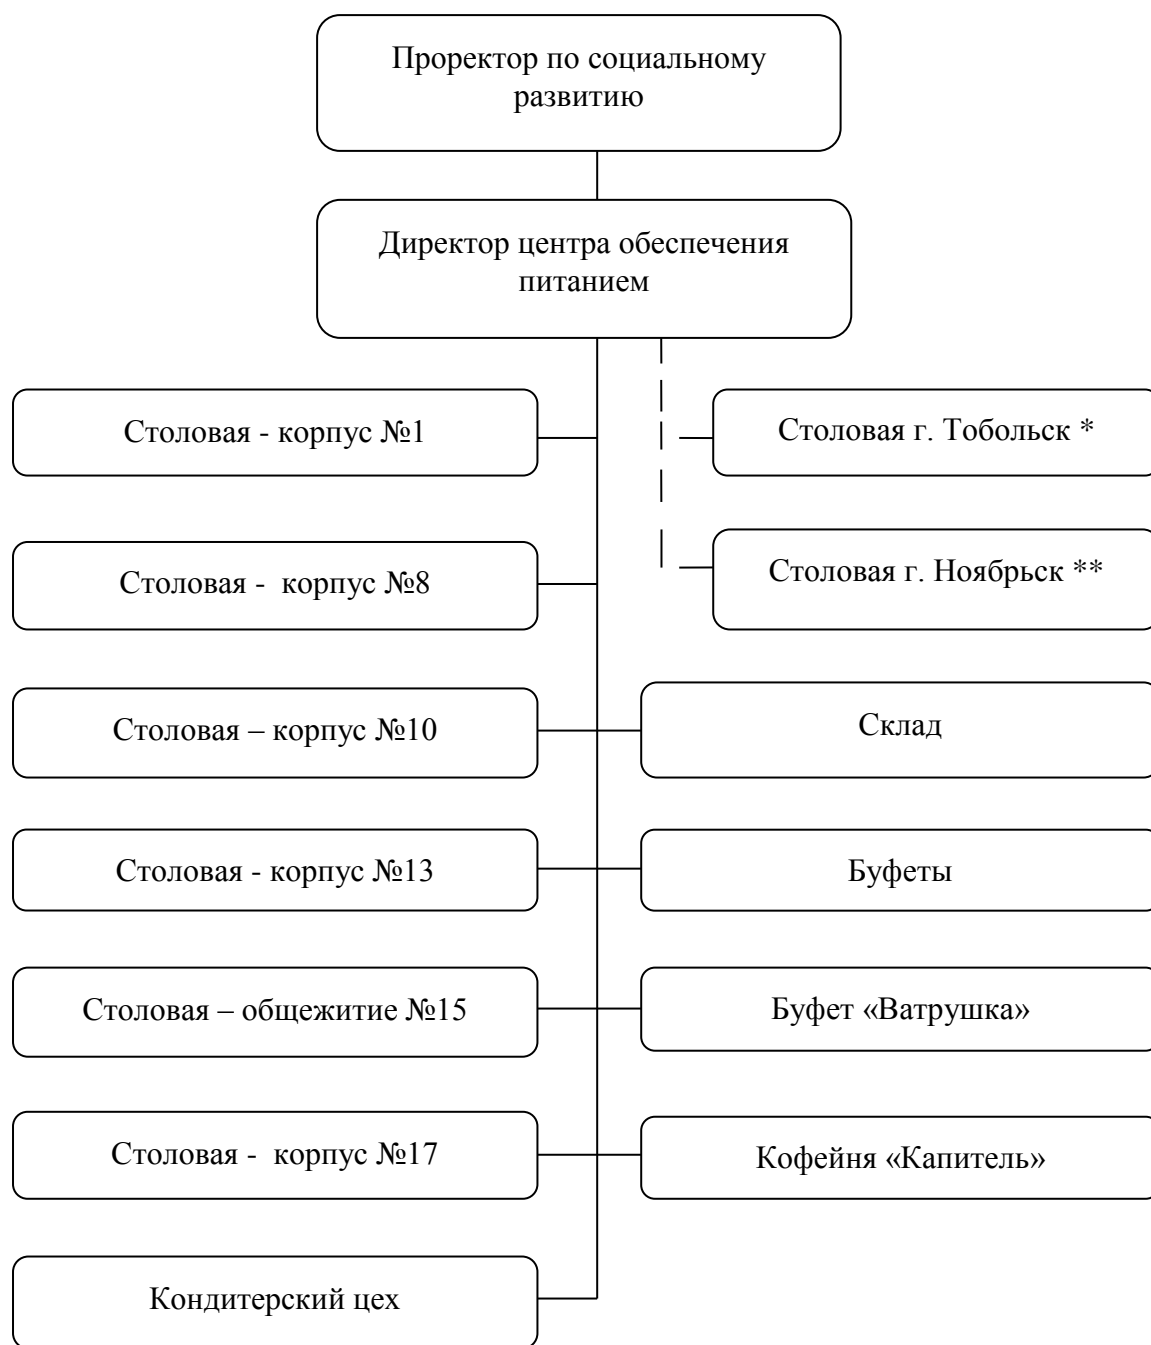 Проректор по социальному
развитию
Директор центра обеспечения
питанием
Столовая - корпус №1
Столовая г. Тобольск *
Столовая - корпус №8
Столовая г. Ноябрьск **
Столовая – корпус №10
Склад
Столовая - корпус №13
Буфеты
Столовая – общежитие №15
Буфет «Ватрушка»
Столовая - корпус №17
Кофейня «Капитель»
Кондитерский цех